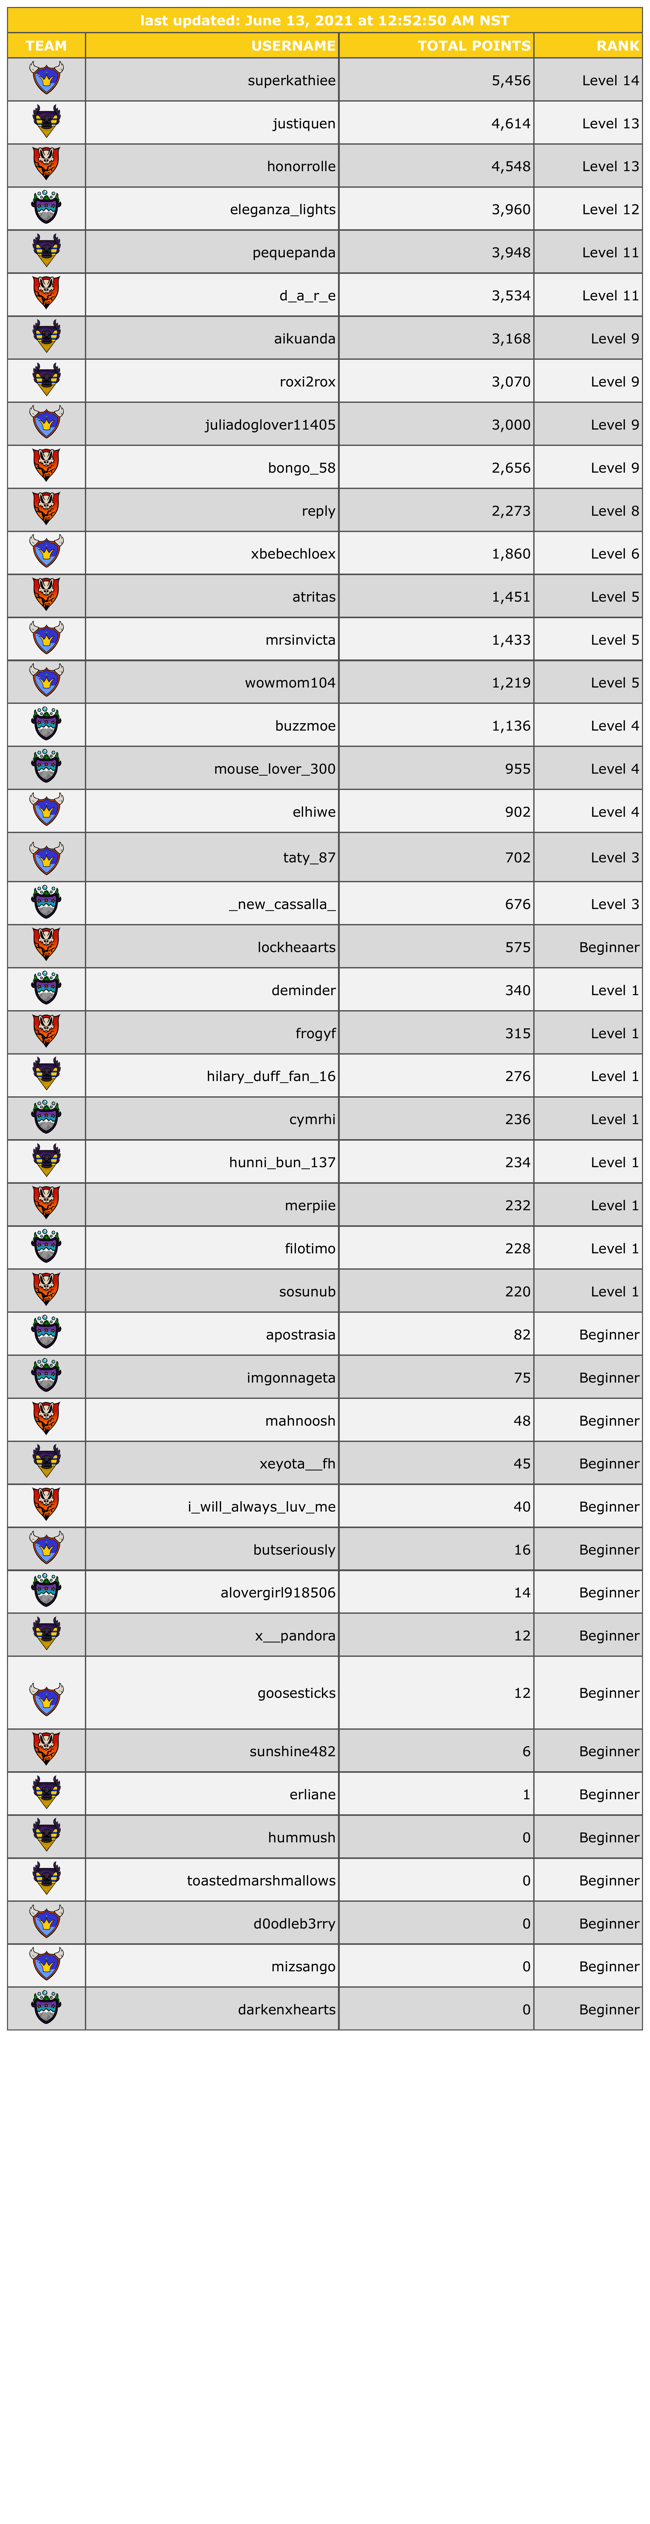 last updated: June 13, 2021 at 12:52:50 AM NST
TEAM USERNAME TOTAL POINTS RANK
superkathiee 5,456 Level 14
justiquen 4,614 Level 13
honorrolle 4,548 Level 13
eleganza_lights 3,960 Level 12
pequepanda 3,948 Level 11
d_a_r_e 3,534 Level 11
aikuanda 3,168 Level 9
roxi2rox 3,070 Level 9
juliadoglover11405 3,000 Level 9
bongo_58 2,656 Level 9
reply 2,273 Level 8
xbebechloex 1,860 Level 6
atritas 1,451 Level 5
mrsinvicta 1,433 Level 5
wowmom104 1,219 Level 5
buzzmoe 1,136 Level 4
mouse_lover_300 955 Level 4
elhiwe 902 Level 4
taty_87 702 Level 3
_new_cassalla_ 676 Level 3
lockheaarts 575 Beginner
deminder 340 Level 1
frogyf 315 Level 1
hilary_duff_fan_16 276 Level 1
cymrhi 236 Level 1
hunni_bun_137 234 Level 1
merpiie 232 Level 1
filotimo 228 Level 1
sosunub 220 Level 1
apostrasia 82 Beginner
imgonnageta 75 Beginner
mahnoosh 48 Beginner
xeyota__fh 45 Beginner
i_will_always_luv_me 40 Beginner
butseriously 16 Beginner
alovergirl918506 14 Beginner
x__pandora 12 Beginner
goosesticks 12 Beginner
sunshine482 6 Beginner
erliane 1 Beginner
hummush 0 Beginner
toastedmarshmallows 0 Beginner
d0odleb3rry 0 Beginner
mizsango 0 Beginner
darkenxhearts 0 Beginner